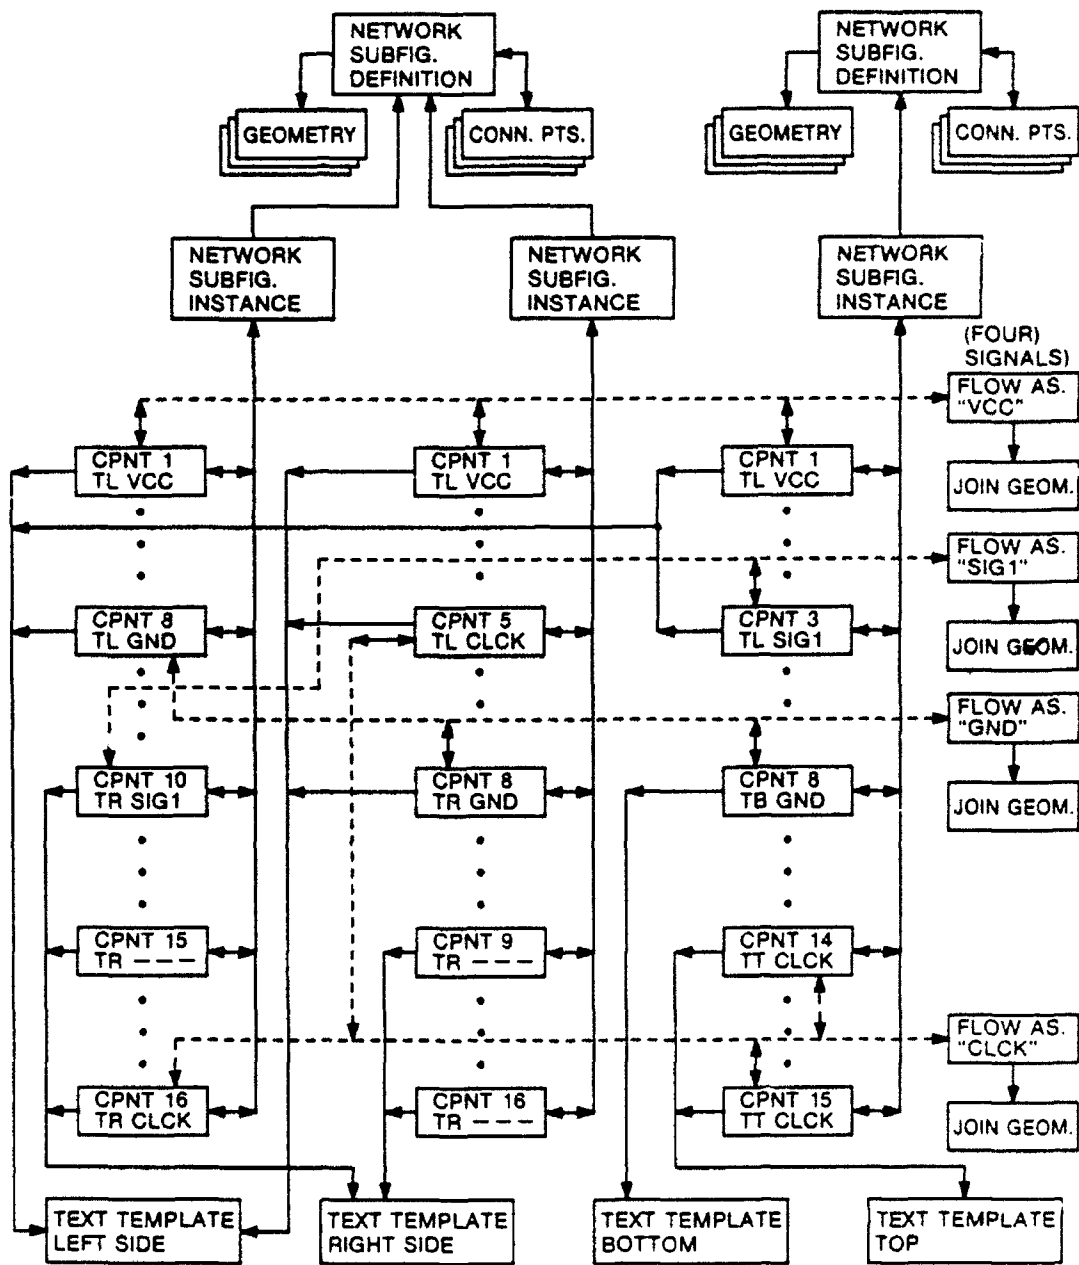 NETWORK
SUBFIG.
DEFINITION
NETWORK
SUBFIG.
DEFINITION
GEOMETRY
CONN. PTS.
GEOMETRY
CONN. PTS.
NETWORK
SUBFIG.
INSTANCE
NETWORK
SUBFIG.
INSTANCE
NETWORK
SUBFIG.
INSTANCE
(FOUR)
SIGNALS)
FLOW AS.
"VCC"
CPNT 1
TL VCC
CPNT 1
TL VCC
CPNT 1
TL VCC
JOIN GEOM.
FLOW AS.
"SIG1"
CPNT 8
TL GND
CPNT 5
TL CLCK
CPNT 3
TL SIG1
JOIN GEOM.
FLOW AS.
"GND"
CPNT 10
TR SIG1
CPNT 8
TR GND
CPNT 8
TB GND
JOIN GEOM.
CPNT 15
TR ---
CPNT 9
TR ---
CPNT 14
TT CLCK
FLOW AS.
"CLCK"
CPNT 16
TR CLCK
CPNT 16
TR ---
CPNT 15
TT CLCK
JOIN GEOM.
TEXT TEMPLATE
LEFT SIDE
TEXT TEMPLATE
RIGHT SIDE
TEXT TEMPLATE
BOTTOM
TEXT TEMPLATE
TOP